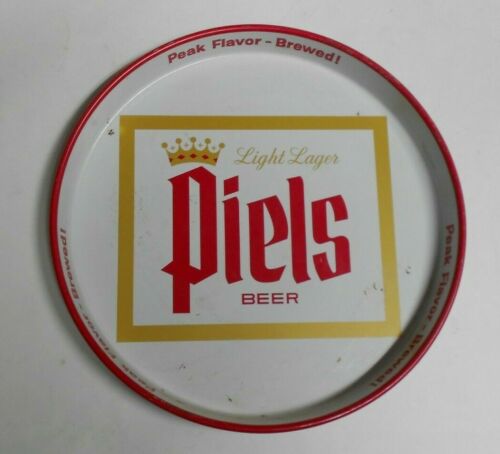 Peak Flavor - Brewed!
Light Lager
Piels
BEER
Peak Flavor - Brewed!
Peak Flavor - Brewed!